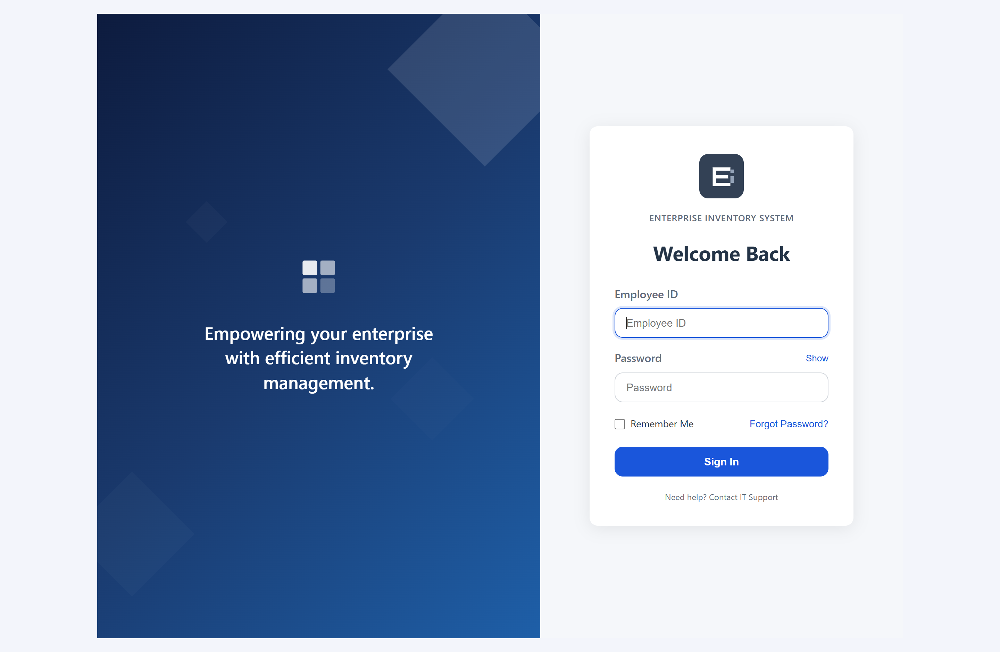 Empowering your enterprise
with efficient inventory
management.
E
ENTERPRISE INVENTORY SYSTEM
Welcome Back
Employee ID
Employee ID
Password
Show
Password
Remember Me
Forgot Password?
Sign In
Need help? Contact IT Support